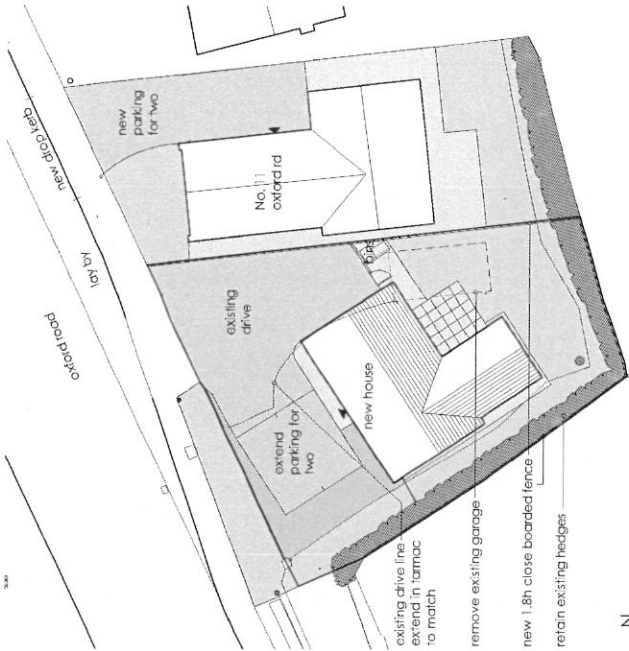 oxford road
lay by
new drop kerb
new
parking
for two
No. 11
oxford rd
existing
drive
bins
extend
parking for
two
new house
existing drive line
extend in tarmac
to match
remove existing garage
new 1.8h close boarded fence
retain existing hedges
N